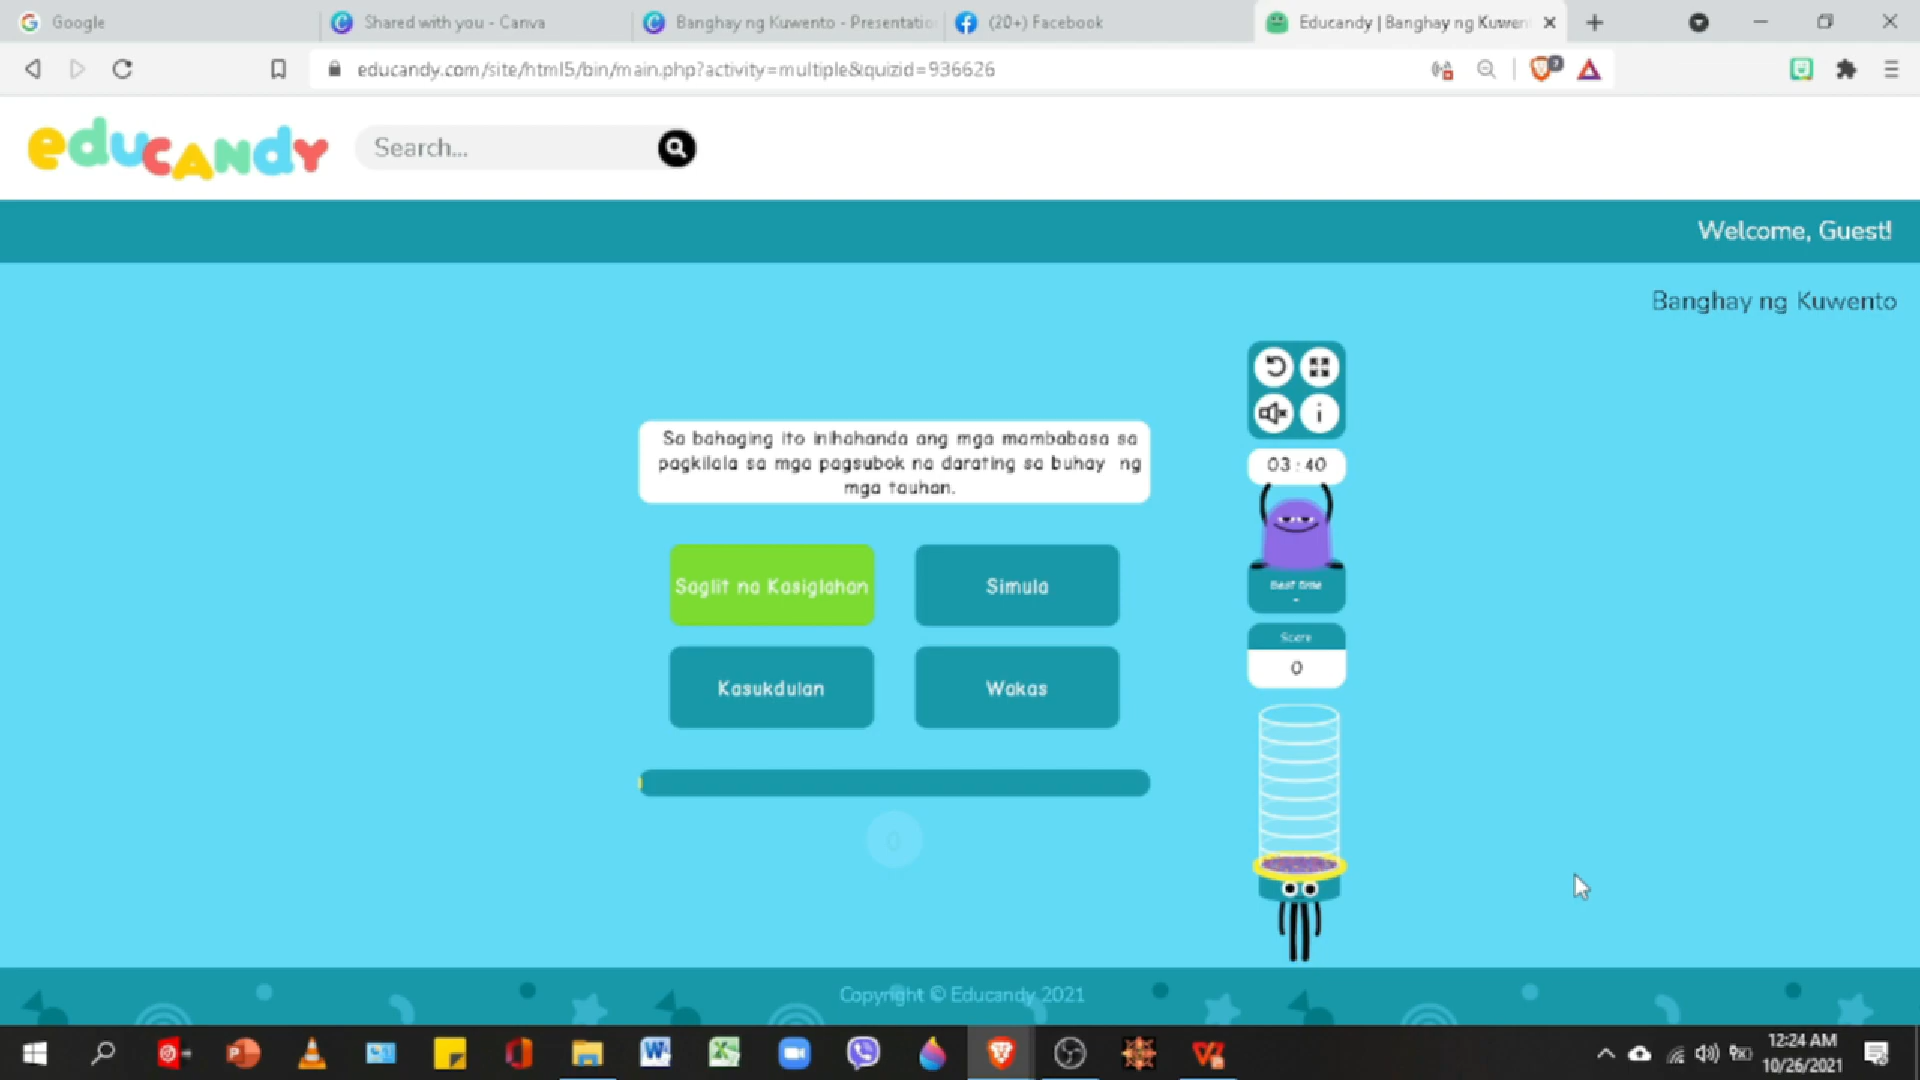 Google
Shared with you - Canva
Banghay ng Kuwento - Presentatio
(20+) Facebook
Educandy | Banghay ng Kuwen
educandy.com/site/html5/bin/main.php?activity=multiple&quizid=936626
educandy
Search...
Welcome, Guest!
Banghay ng Kuwento
Sa bahaging ito inihahanda ang mga mambabasa sa
pagkilala sa mga pagsubok na darating sa buhay ng
mga tauhan.
03:40
Saglit na Kasiglahan
Simula
Best time
-
Score
0
Kasukdulan
Wakas
0
Copyright © Educandy 2021
12:24 AM
10/26/2021